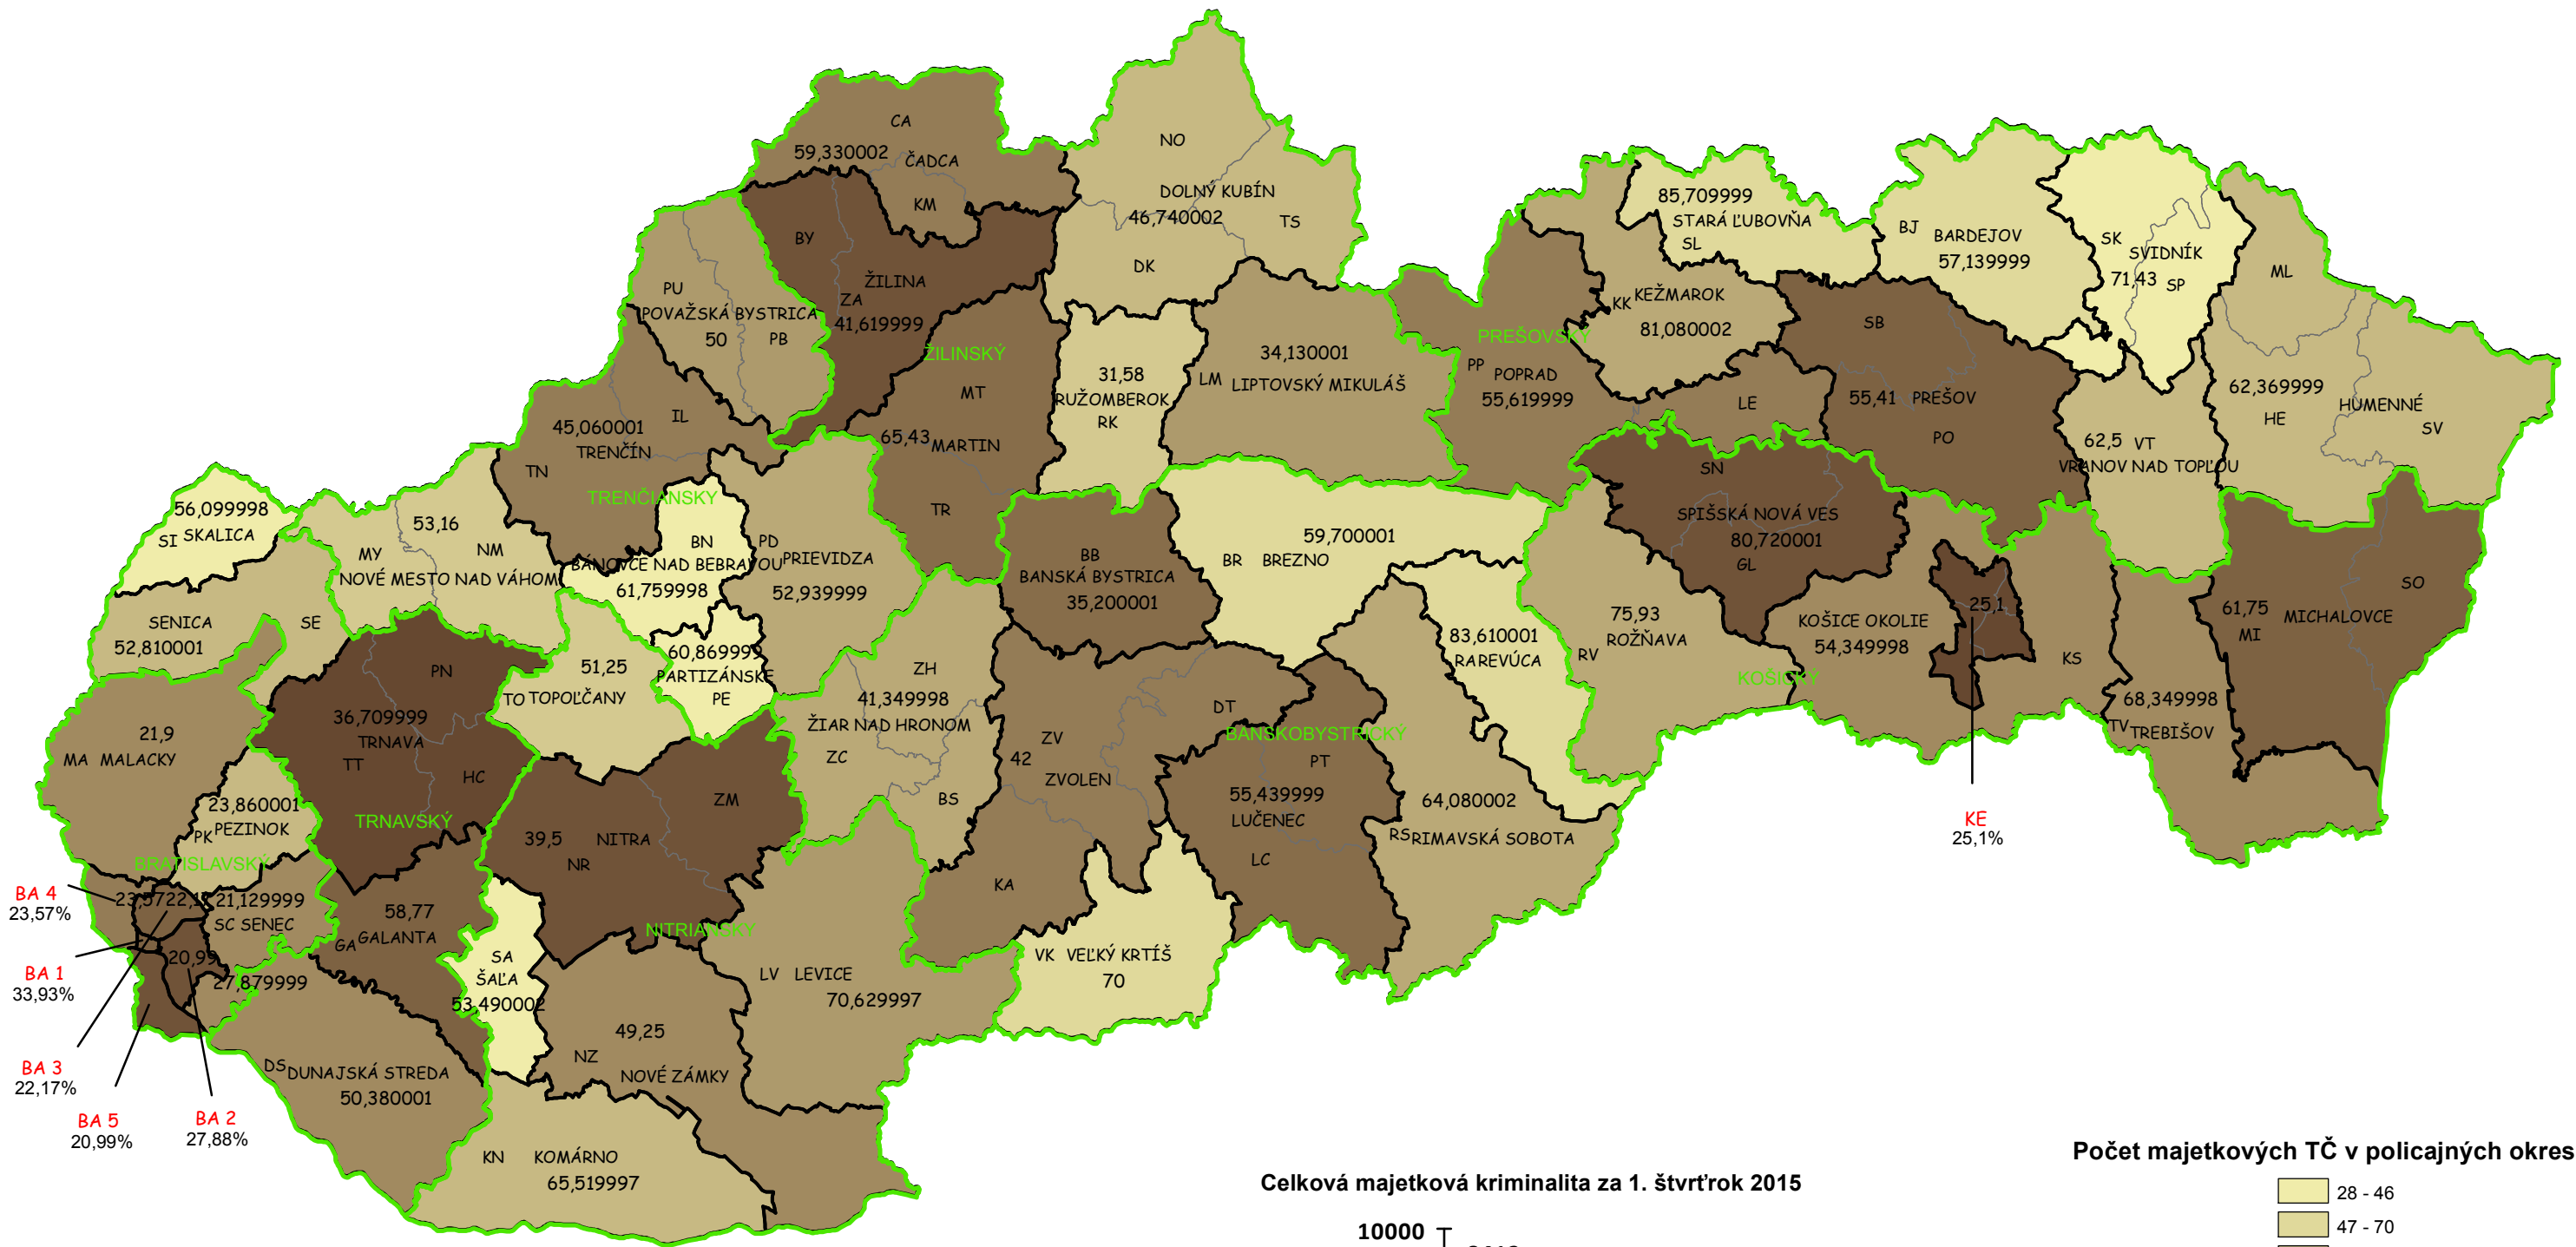 CA
59,330002
ČADCA
KM
NO
DOLNÝ KUBÍN
46,740002
TS
DK
BY
ŽILINA
ZA
41,619999
ŽILINSKÝ
PU
POVAŽSKÁ BYSTRICA
50
PB
MT
65,43
MARTIN
TR
31,58
RUŽOMBEROK
RK
34,130001
LM
LIPTOVSKÝ MIKULÁŠ
PREŠOVSKÝ
PP
POPRAD
55,619999
LE
KK
KEŽMAROK
81,080002
85,709999
STARÁ ĽUBOVŇA
SL
BJ
BARDEJOV
57,139999
SK
SVIDNÍK
71,43
SP
ML
62,369999
HUMENNÉ
HE
SV
SB
55,41
PREŠOV
PO
62,5
VT
VRANOV NAD TOPĽOU
45,060001
TRENČÍN
IL
TN
TRENČIANSKY
56,099998
SI
SKALICA
SENICA
52,810001
SE
53,16
MY
NM
NOVÉ MESTO NAD VÁHOM
BN
BÁNOVCE NAD BEBRAVOU
61,759998
PD
PRIEVIDZA
52,939999
60,869999
PARTIZÁNSKE
PE
BB
BANSKÁ BYSTRICA
35,200001
59,700001
BR
BREZNO
83,610001
RA
REVÚCA
75,93
ROŽŇAVA
RV
SN
SPIŠSKÁ NOVÁ VES
80,720001
GL
KOŠICE OKOLIE
54,349998
KS
KOŠICKÝ
25,1
KE
25,1%
61,75
MICHALOVCE
MI
SO
68,349998
TV
TREBIŠOV
21,9
MA
MALACKY
PN
36,709999
TRNAVA
TT
HC
TRNAVSKÝ
51,25
TO
TOPOĽČANY
ZH
41,349998
ŽIAR NAD HRONOM
ZC
BS
DT
ZV
42
ZVOLEN
KA
BANSKOBYSTRICKÝ
PT
55,439999
LUČENEC
LC
64,080002
RS
RIMAVSKÁ SOBOTA
23,860001
PK
PEZINOK
BRATISLAVSKÝ
ZM
39,5
NITRA
NR
NITRIANSKY
BA 4
23,57%
23,57
22,1
21,129999
SC
SENEC
58,77
GA
GALANTA
20,99
27,879999
BA 1
33,93%
BA 3
22,17%
BA 5
20,99%
BA 2
27,88%
SA
ŠAĽA
53,490002
LV
LEVICE
70,629997
VK
VEĽKÝ KRTÍŠ
70
49,25
NZ
NOVÉ ZÁMKY
DS
DUNAJSKÁ STREDA
50,380001
KN
KOMÁRNO
65,519997
Celková majetková kriminalita za 1. štvrťrok 2015
10000
Počet majetkových TČ v policajných okres
28 - 46
47 - 70